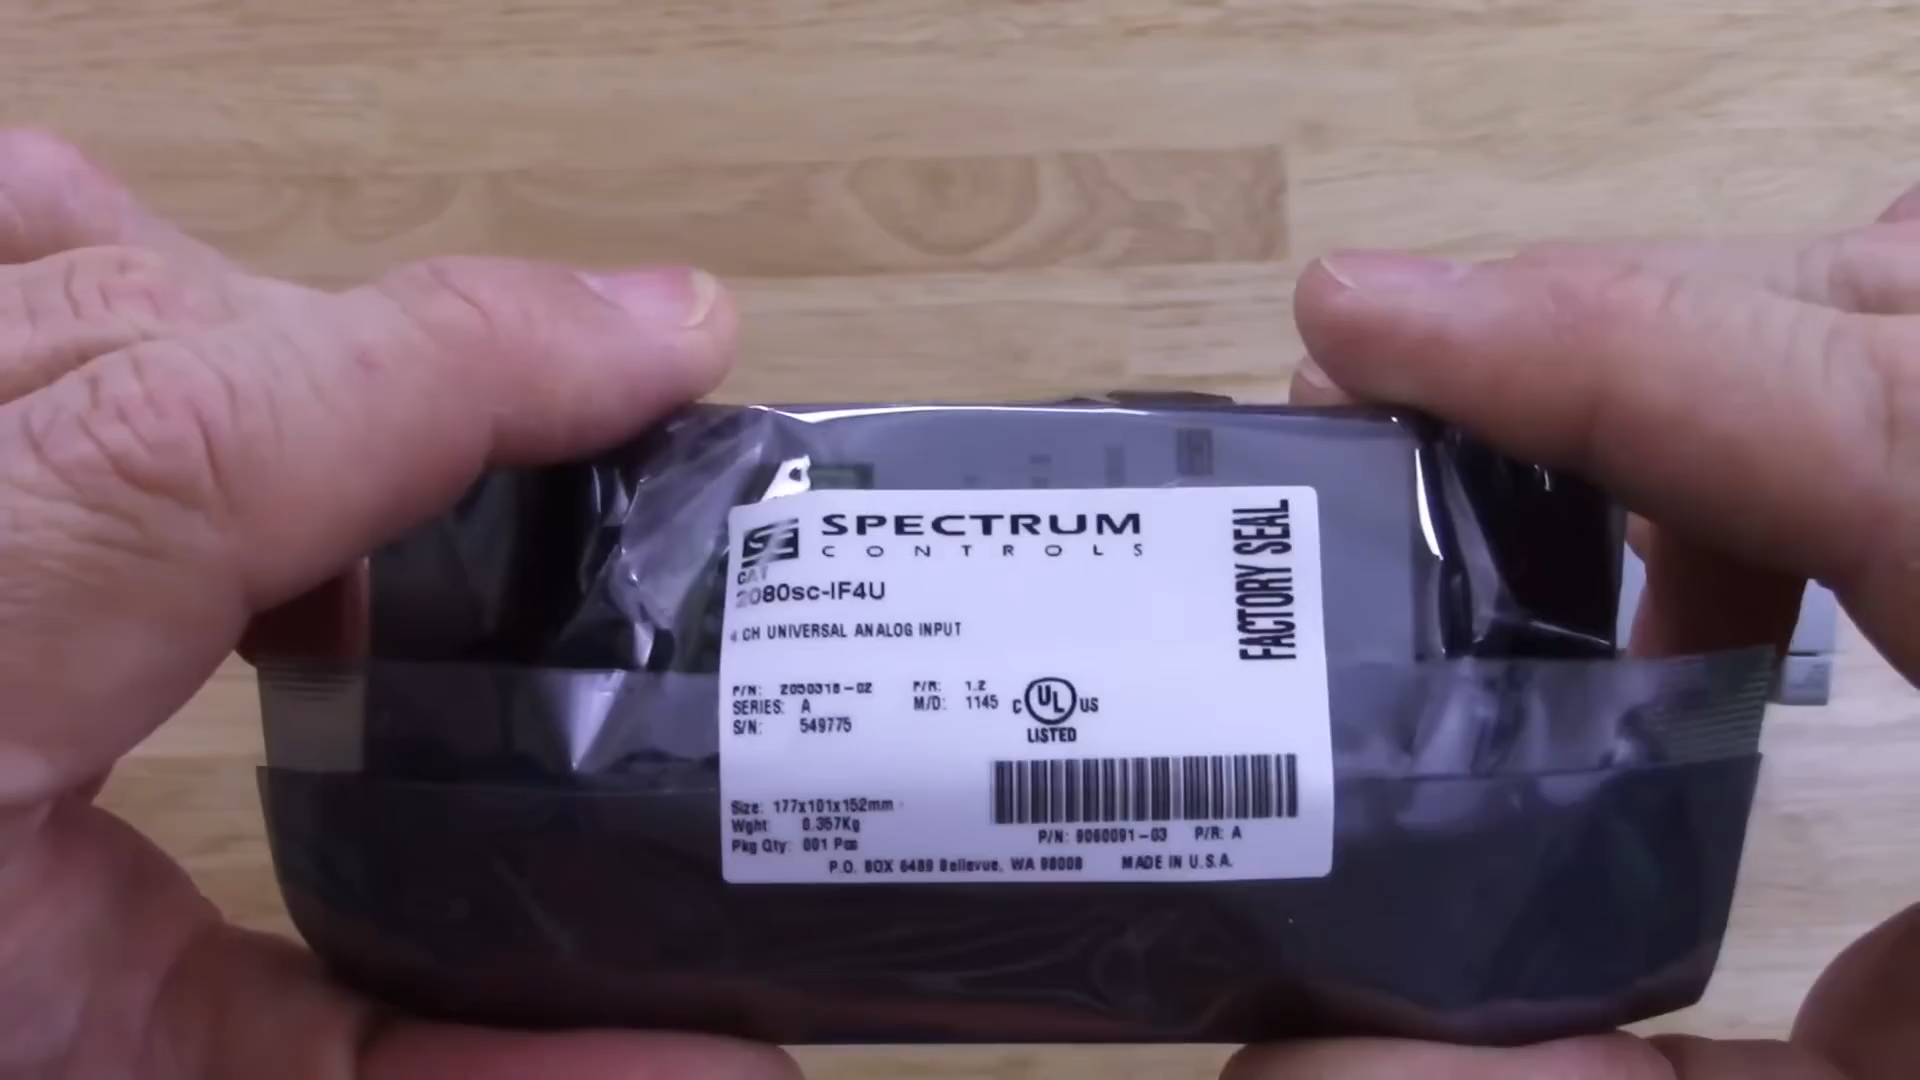 SPECTRUM
CONTROLS
CAT
2080sc-IF4U
4 CH UNIVERSAL ANALOG INPUT
FACTORY SEAL
P/N: 2050318-02 P/R: 1.2
SERIES: A M/D: 1145
S/N: 549775
C UL US
LISTED
Size: 177x101x152mm
Wght: 0.357Kg
Pkg Qty: 001 Pcs
P/N: 9060091-03 P/R: A
P.O. BOX 6489 Bellevue, WA 98008 MADE IN U.S.A.